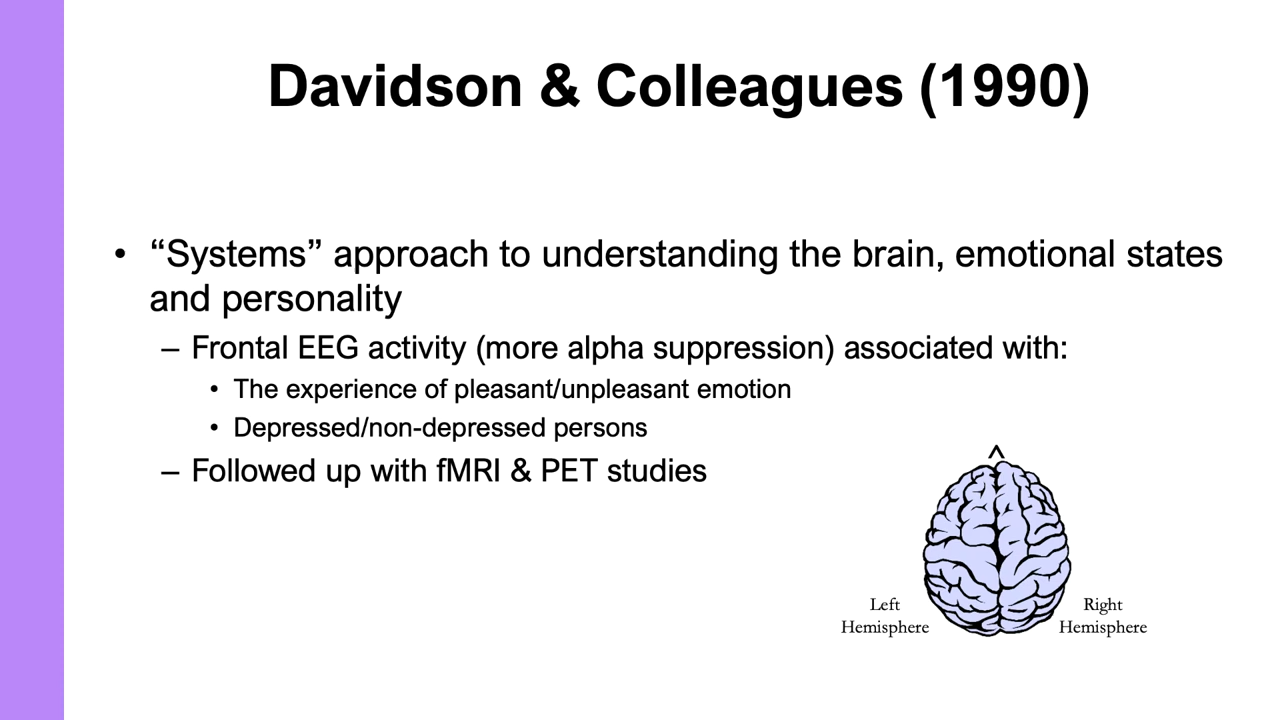 Davidson & Colleagues (1990)
• “Systems” approach to understanding the brain, emotional states
and personality
– Frontal EEG activity (more alpha suppression) associated with:
• The experience of pleasant/unpleasant emotion
• Depressed/non-depressed persons
– Followed up with fMRI & PET studies
^
Left
Hemisphere
Right
Hemisphere